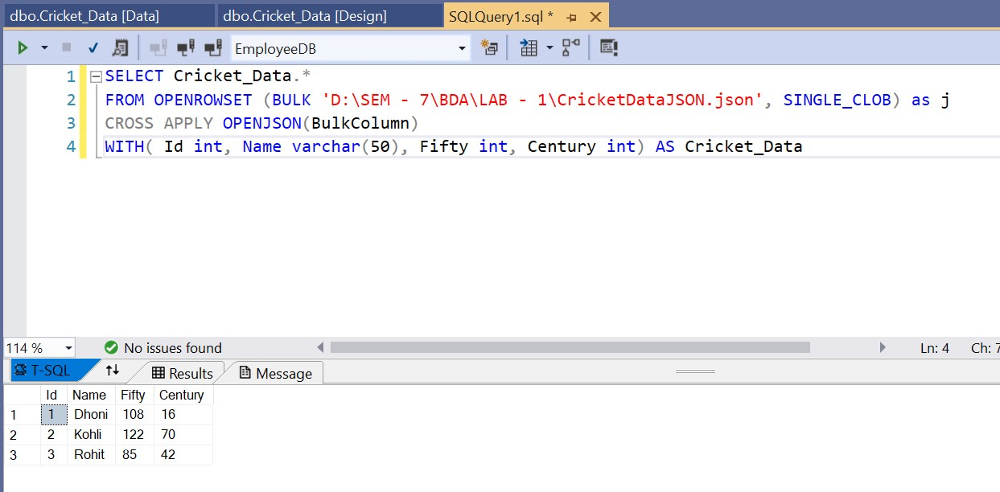 dbo.Cricket_Data [Data] dbo.Cricket_Data [Design] SQLQuery1.sql *
EmployeeDB
1 SELECT Cricket_Data.*
2 FROM OPENROWSET (BULK 'D:\SEM - 7\BDA\LAB - 1\CricketDataJSON.json', SINGLE_CLOB) as j
3 CROSS APPLY OPENJSON(BulkColumn)
4 WITH( Id int, Name varchar(50), Fifty int, Century int) AS Cricket_Data
114 % No issues found Ln: 4 Ch: 7
T-SQL Results Message
Id Name Fifty Century
1 1 Dhoni 108 16
2 2 Kohli 122 70
3 3 Rohit 85 42